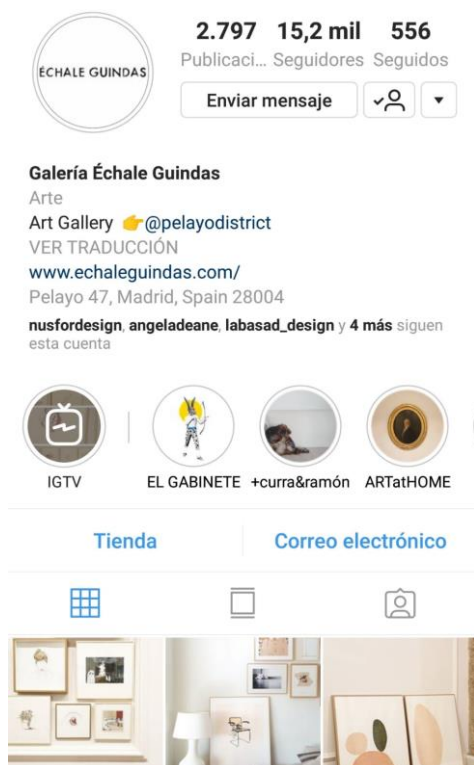 ÉCHALE GUINDAS
2.797 15,2 mil 556
Publicaci... Seguidores Seguidos
Enviar mensaje
Galería Échale Guindas
Arte
Art Gallery 👉@pelayodistrict
VER TRADUCCIÓN
www.echaleguindas.com/
Pelayo 47, Madrid, Spain 28004
nusfordesign, angeladeane, labasad_design y 4 más siguen
esta cuenta
IGTV EL GABINETE +curra&ramón ARTatHOME
Tienda Correo electrónico